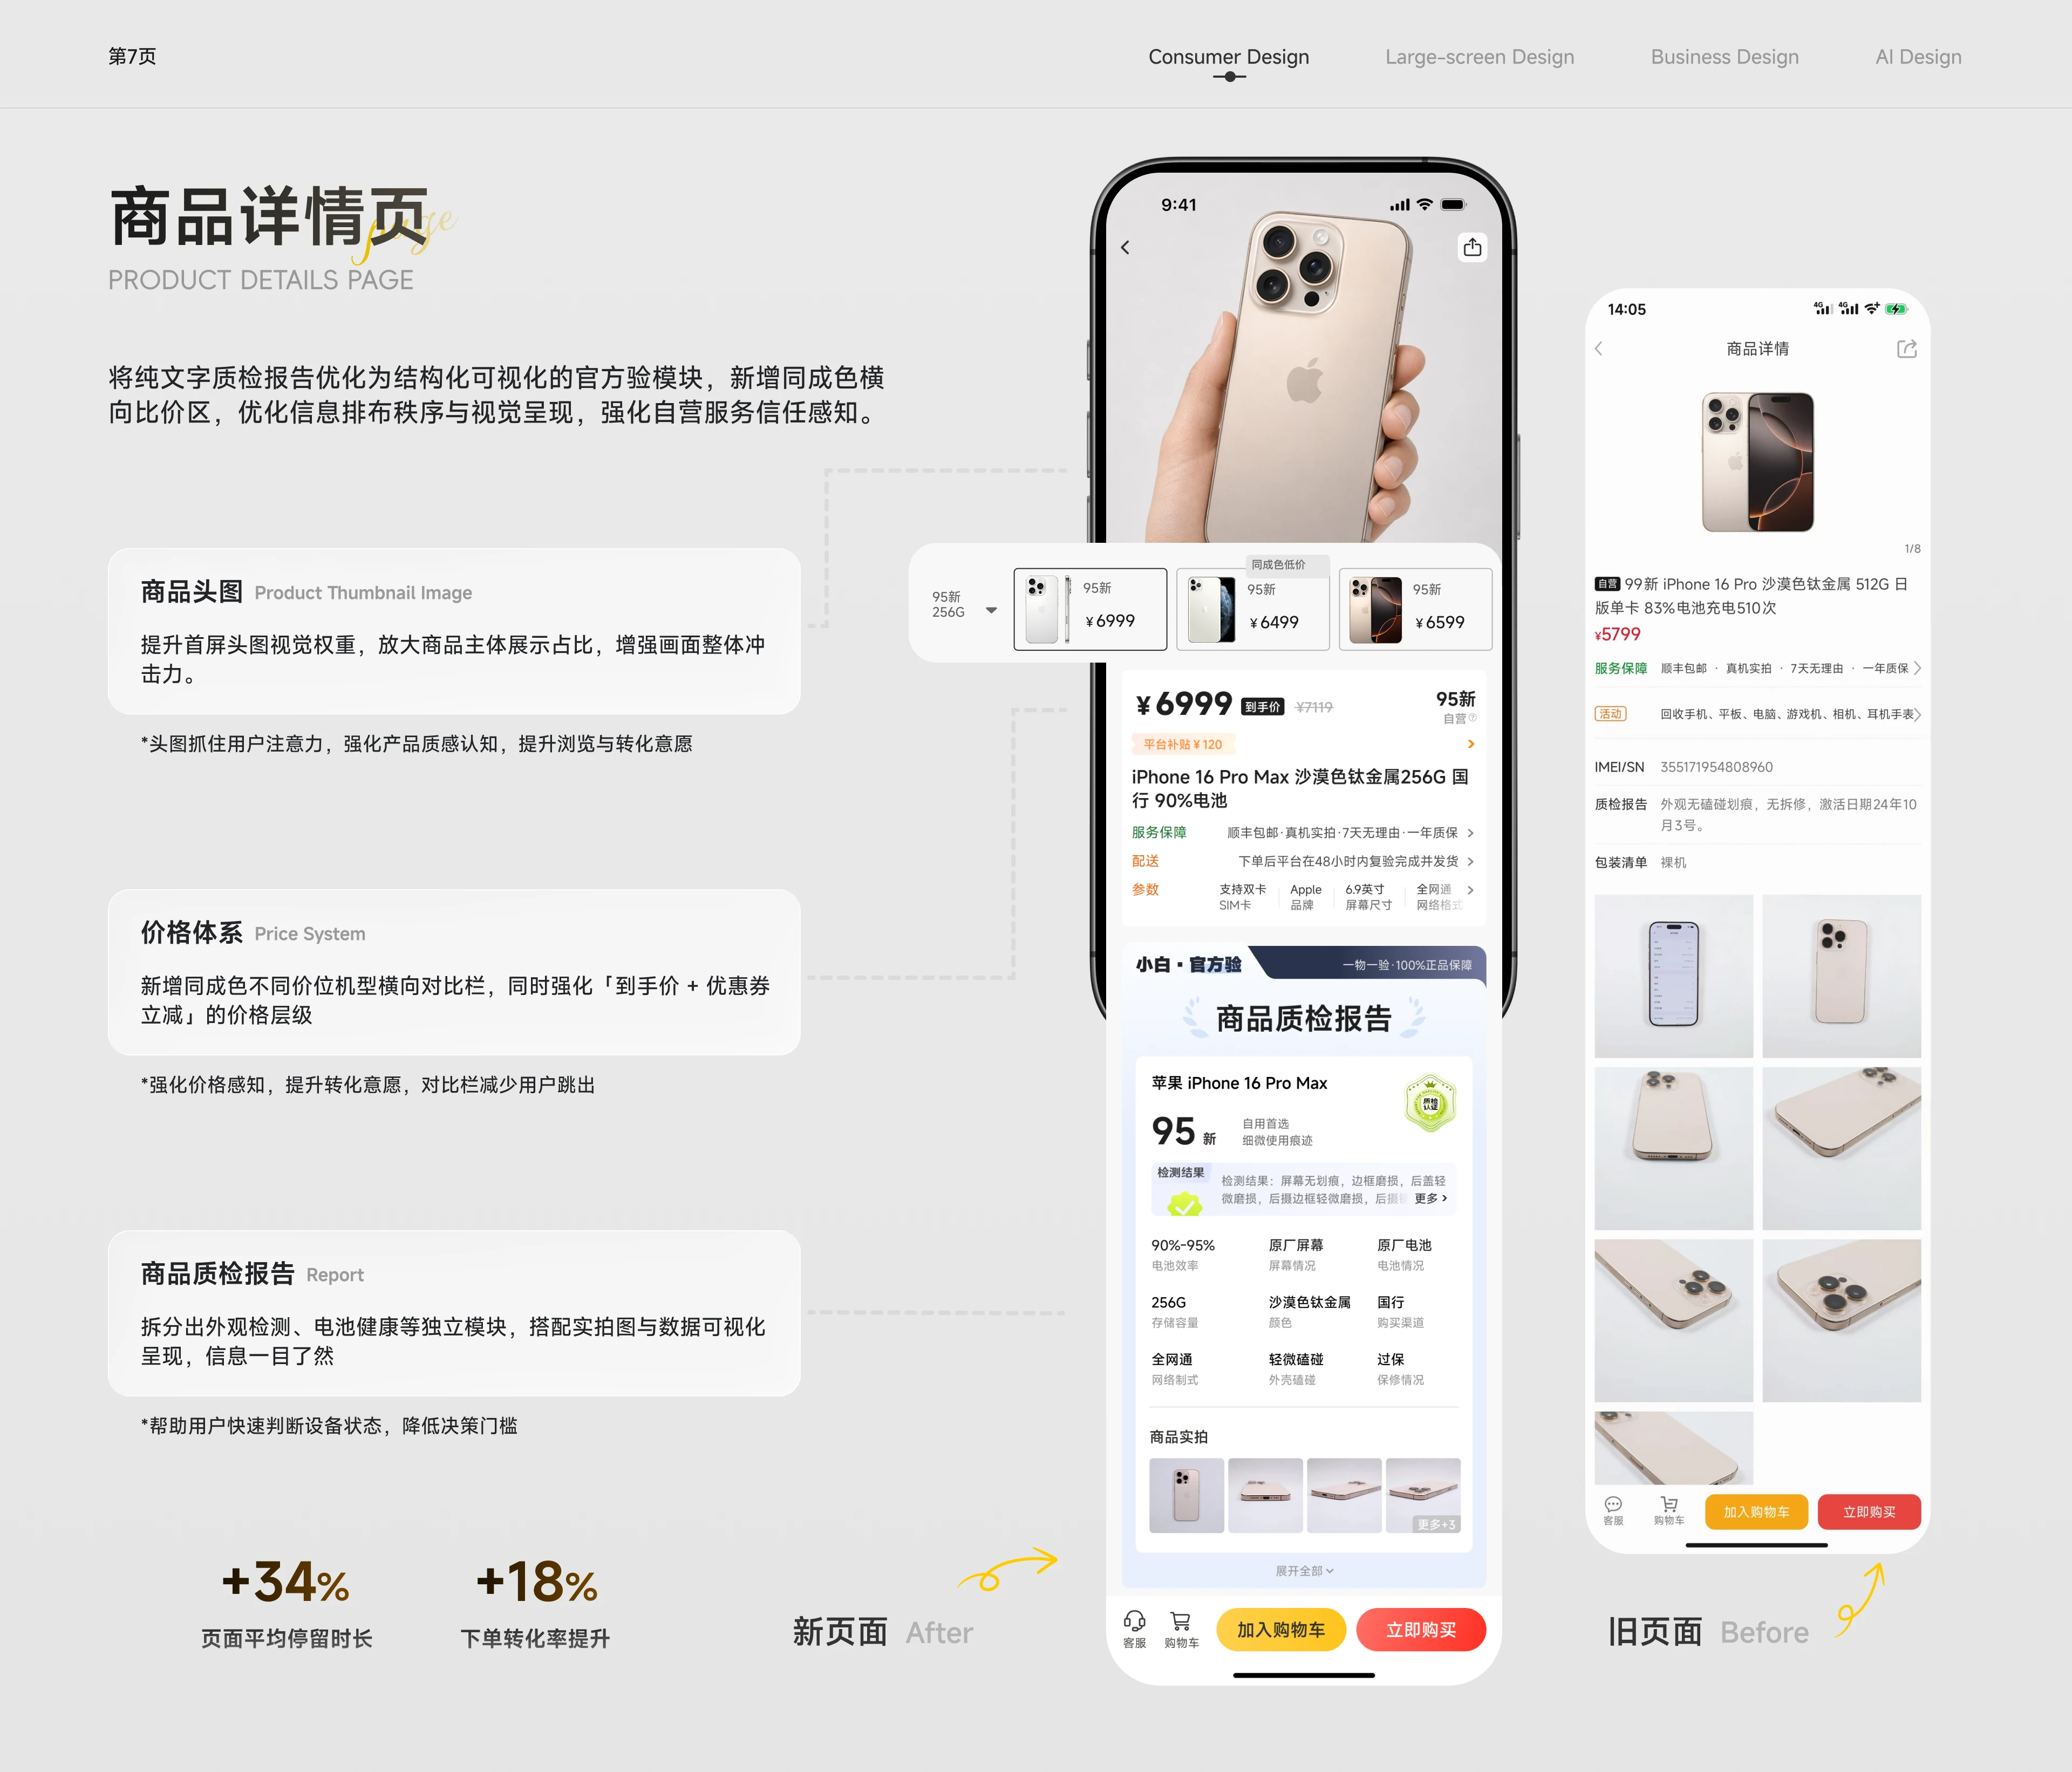 第7页
Consumer Design
Large-screen Design
Business Design
AI Design
商品详情页
page
PRODUCT DETAILS PAGE
将纯文字质检报告优化为结构化可视化的官方验模块，新增同成色横
向比价区，优化信息排布秩序与视觉呈现，强化自营服务信任感知。
商品头图 Product Thumbnail Image
提升首屏头图视觉权重，放大商品主体展示占比，增强画面整体冲
击力。
*头图抓住用户注意力，强化产品质感认知，提升浏览与转化意愿
价格体系 Price System
新增同成色不同价位机型横向对比栏，同时强化「到手价 + 优惠券
立减」的价格层级
*强化价格感知，提升转化意愿，对比栏减少用户跳出
商品质检报告 Report
拆分出外观检测、电池健康等独立模块，搭配实拍图与数据可视化
呈现，信息一目了然
*帮助用户快速判断设备状态，降低决策门槛
+34%
页面平均停留时长
+18%
下单转化率提升
新页面 After
9:41
95新
256G
95新
¥6999
同成色低价
95新
¥6499
95新
¥6599
¥6999 到手价 ¥7119
95新
自营
平台补贴¥120
iPhone 16 Pro Max 沙漠色钛金属256G 国
行 90%电池
服务保障 顺丰包邮·真机实拍·7天无理由·一年质保
配送 下单后平台在48小时内复验完成并发货
参数
支持双卡
SIM卡
Apple
品牌
6.9英寸
屏幕尺寸
全网通
网络格式
小白·官方验
一物一验·100%正品保障
商品质检报告
苹果 iPhone 16 Pro Max
质检
认证
95 新
自用首选
细微使用痕迹
检测结果
检测结果：屏幕无划痕，边框磨损，后盖轻
微磨损，后摄边框轻微磨损，后摄 更多
90%-95%
电池效率
原厂屏幕
屏幕情况
原厂电池
电池情况
256G
存储容量
沙漠色钛金属
颜色
国行
购买渠道
全网通
网络制式
轻微磕碰
外壳磕碰
过保
保修情况
商品实拍
更多+3
展开全部
客服
购物车
加入购物车
立即购买
14:05
4G
4G
商品详情
1/8
自营 99新 iPhone 16 Pro 沙漠色钛金属 512G 日
版单卡 83%电池充电510次
¥5799
服务保障 顺丰包邮 · 真机实拍 · 7天无理由 · 一年质保
活动 回收手机、平板、电脑、游戏机、相机、耳机手表
IMEI/SN 355171954808960
质检报告 外观无磕碰划痕，无拆修，激活日期24年10
月3号。
包装清单 裸机
客服
购物车
加入购物车
立即购买
旧页面 Before